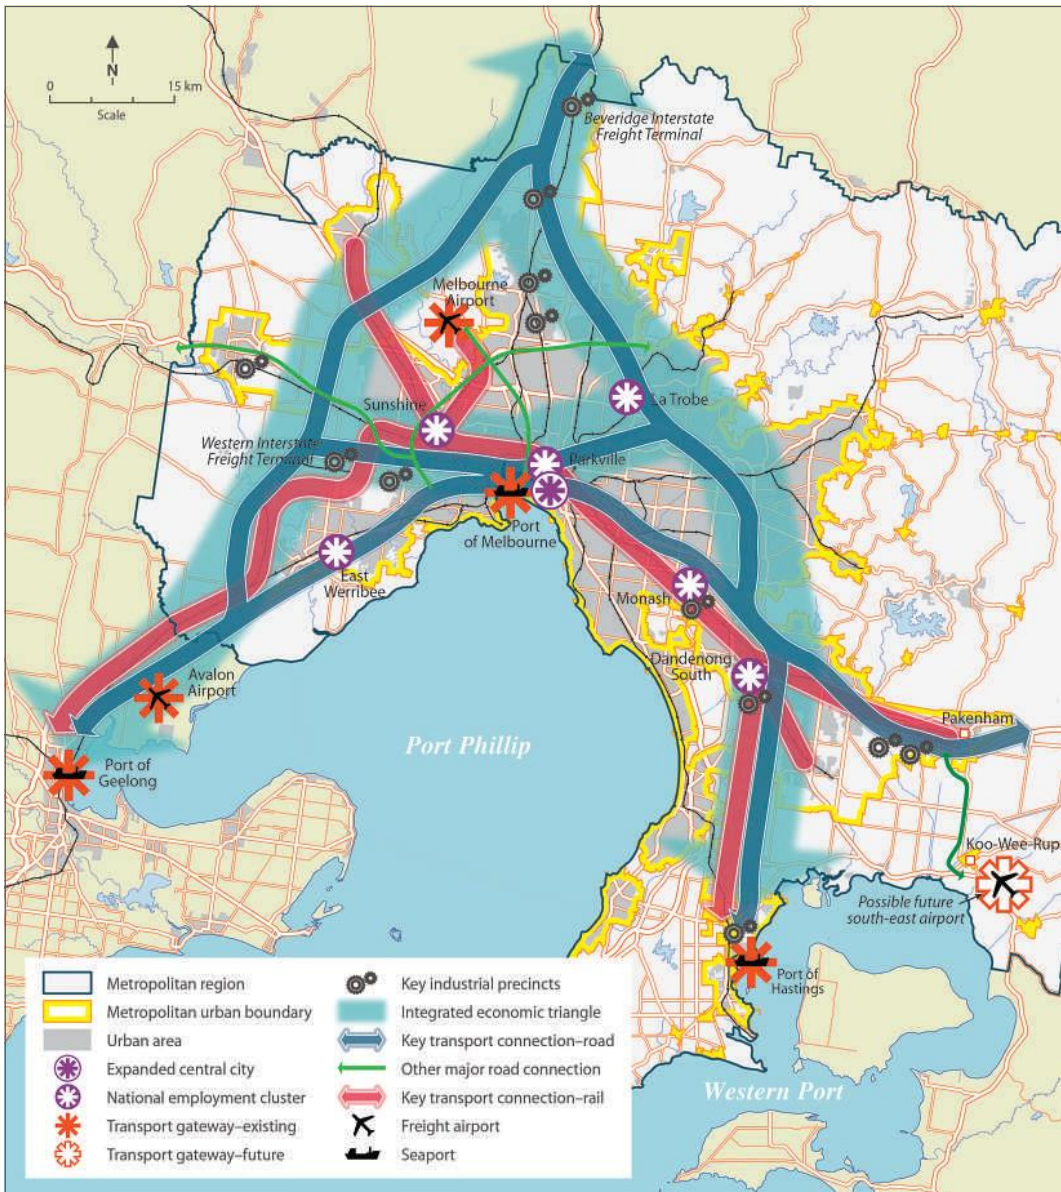 N
0
15 km
Scale
Beveridge Interstate
Freight Terminal
Melbourne
Airport
Sunshine
La Trobe
Western Interstate
Freight Terminal
Parkville
Port
of Melbourne
East
Werribee
Monash
Dandenong
South
Avalon
Airport
Pakenham
Port Phillip
Port of
Geelong
Koo-Wee-Rup
Possible future
south-east airport
Port of
Hastings
Western Port
Metropolitan region
Metropolitan urban boundary
Urban area
Expanded central city
National employment cluster
Transport gateway–existing
Transport gateway–future
Key industrial precincts
Integrated economic triangle
Key transport connection–road
Other major road connection
Key transport connection–rail
Freight airport
Seaport